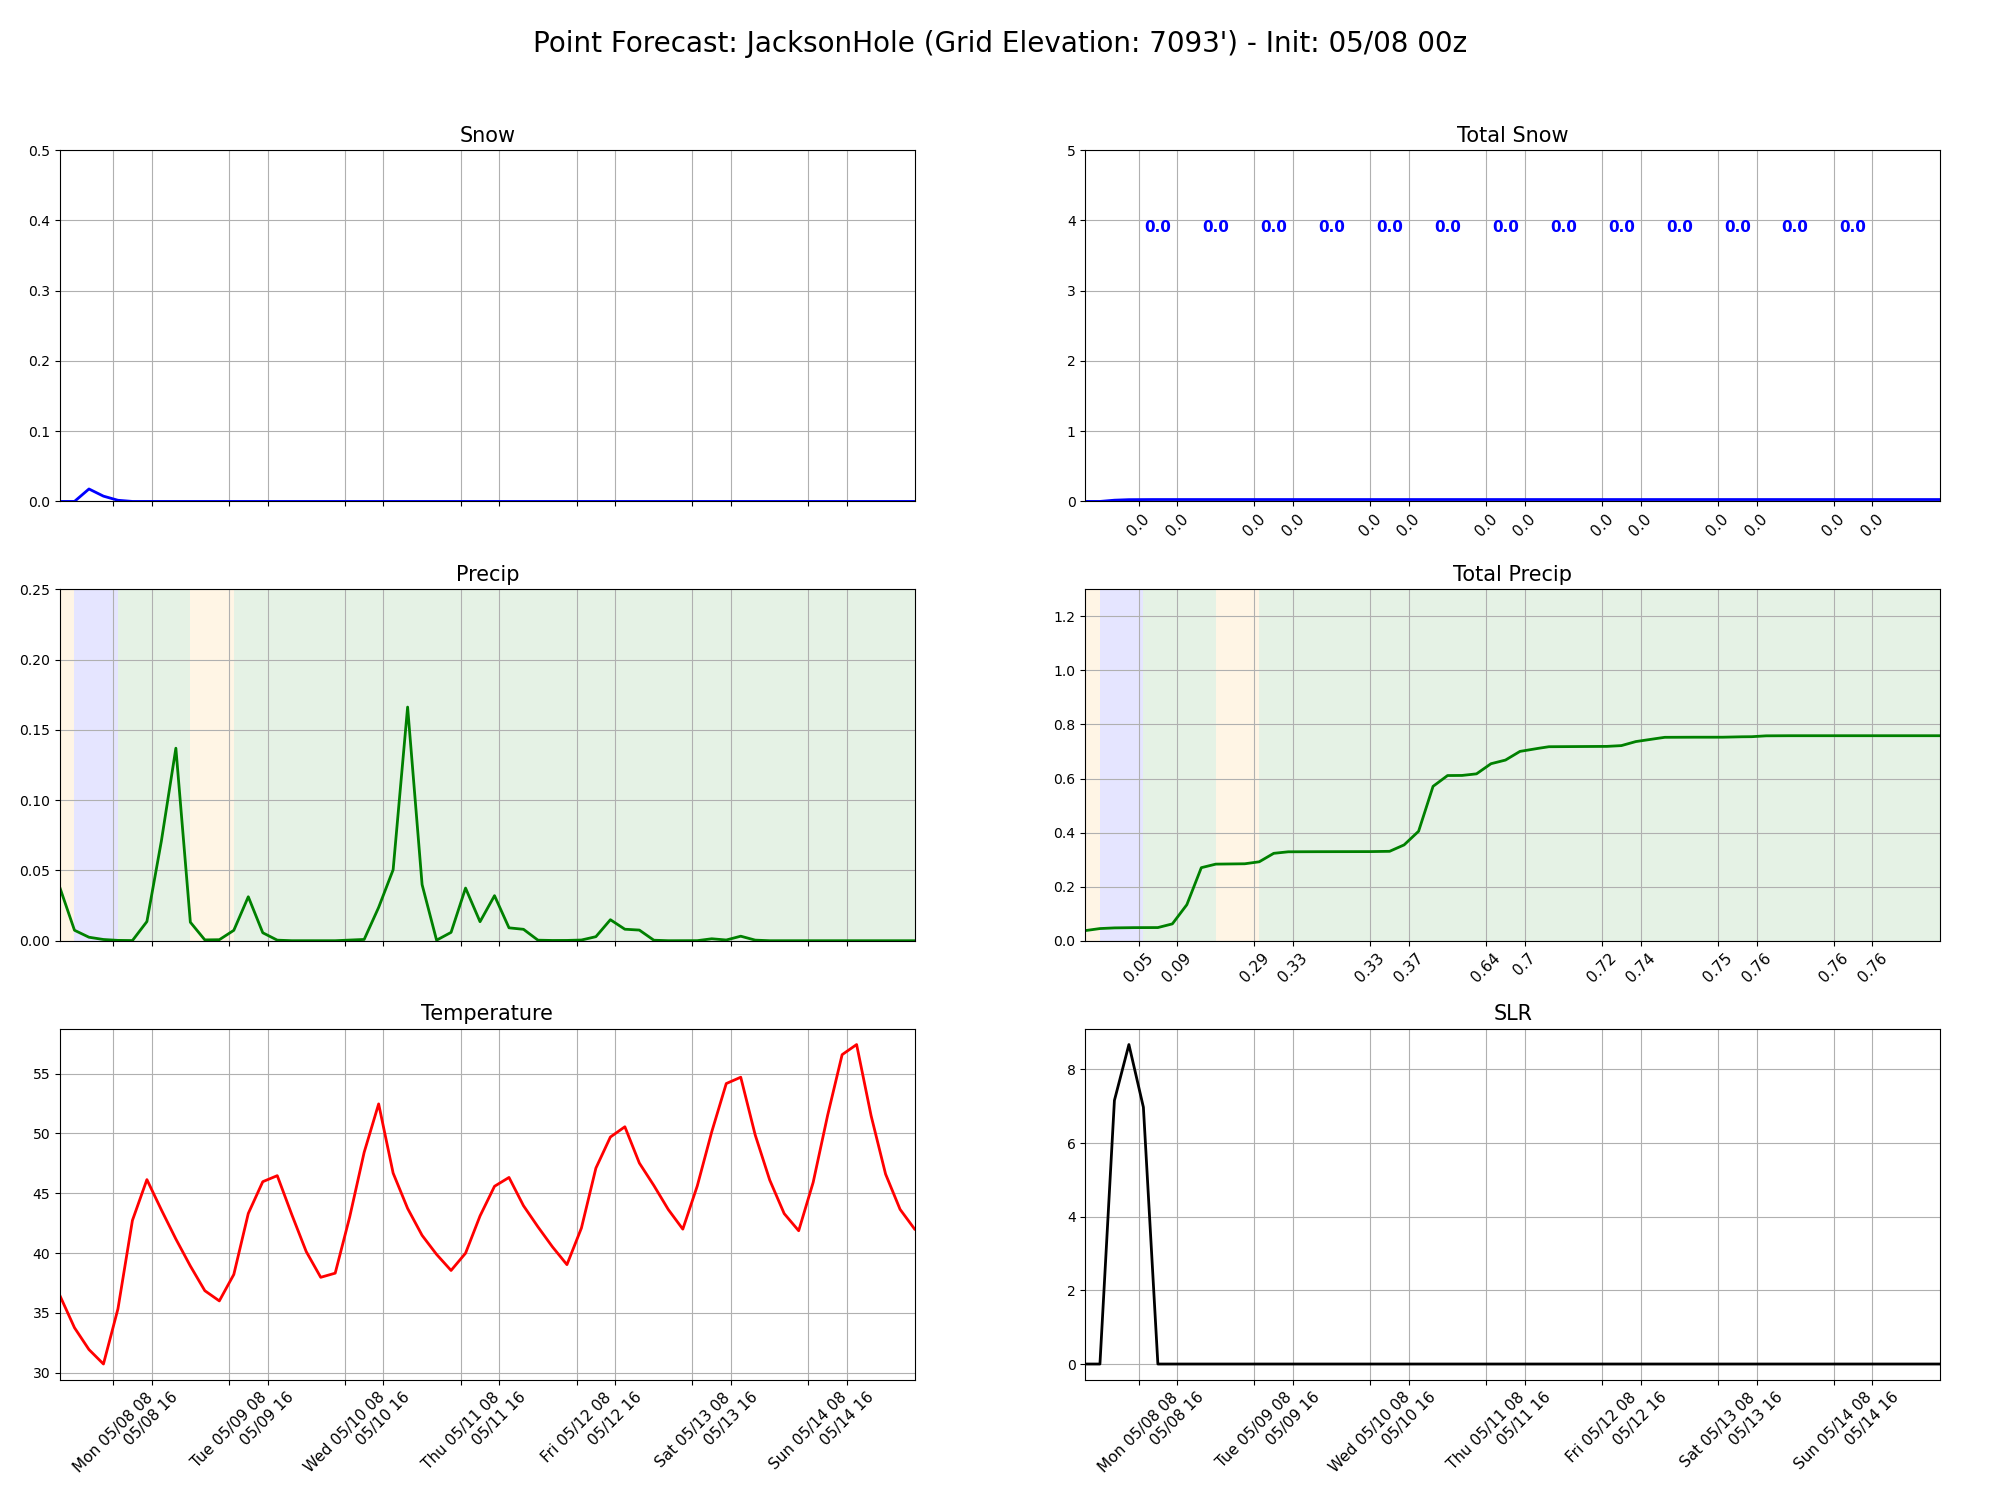 Point Forecast: JacksonHole (Grid Elevation: 7093') - Init: 05/08 00z
Snow
0.5
0.4
0.3
0.2
0.1
0.0
Total Snow
5
4
3
2
1
0
0.0 0.0 0.0 0.0 0.0 0.0 0.0 0.0 0.0 0.0 0.0 0.0 0.0
0.0 0.0 0.0 0.0 0.0 0.0 0.0 0.0 0.0 0.0 0.0 0.0 0.0 0.0
Precip
0.25
0.20
0.15
0.10
0.05
0.00
Total Precip
1.2
1.0
0.8
0.6
0.4
0.2
0.0
0.05 0.09 0.29 0.33 0.33 0.37 0.64 0.7 0.72 0.74 0.75 0.76 0.76 0.76
Temperature
55
50
45
40
35
30
Mon 05/08 08
05/08 16
Tue 05/09 08
05/09 16
Wed 05/10 08
05/10 16
Thu 05/11 08
05/11 16
Fri 05/12 08
05/12 16
Sat 05/13 08
05/13 16
Sun 05/14 08
05/14 16
SLR
8
6
4
2
0
Mon 05/08 08
05/08 16
Tue 05/09 08
05/09 16
Wed 05/10 08
05/10 16
Thu 05/11 08
05/11 16
Fri 05/12 08
05/12 16
Sat 05/13 08
05/13 16
Sun 05/14 08
05/14 16